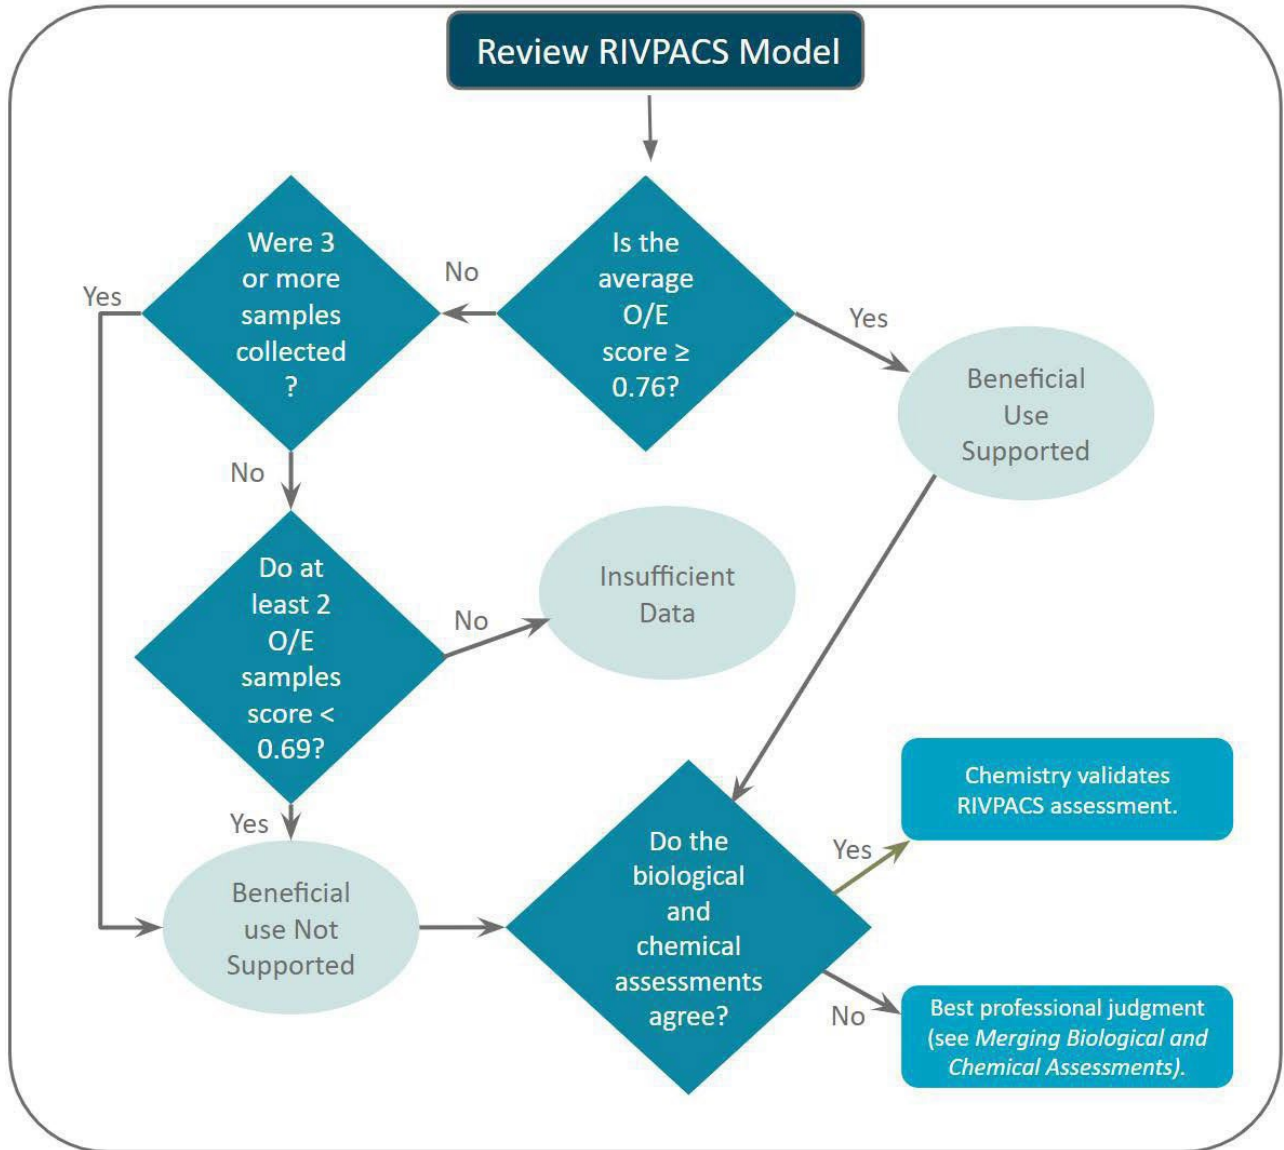 Review RIVPACS Model
Is the
average
O/E
score ≥
0.76?
No
Yes
Were 3
or more
samples
collected
?
Yes
No
Beneficial
Use
Supported
Do at
least 2
O/E
samples
score <
0.69?
No
Yes
Insufficient
Data
Beneficial
use Not
Supported
Do the
biological
and
chemical
assessments
agree?
Yes
No
Chemistry validates
RIVPACS assessment.
Best professional judgment
(see Merging Biological and
Chemical Assessments).